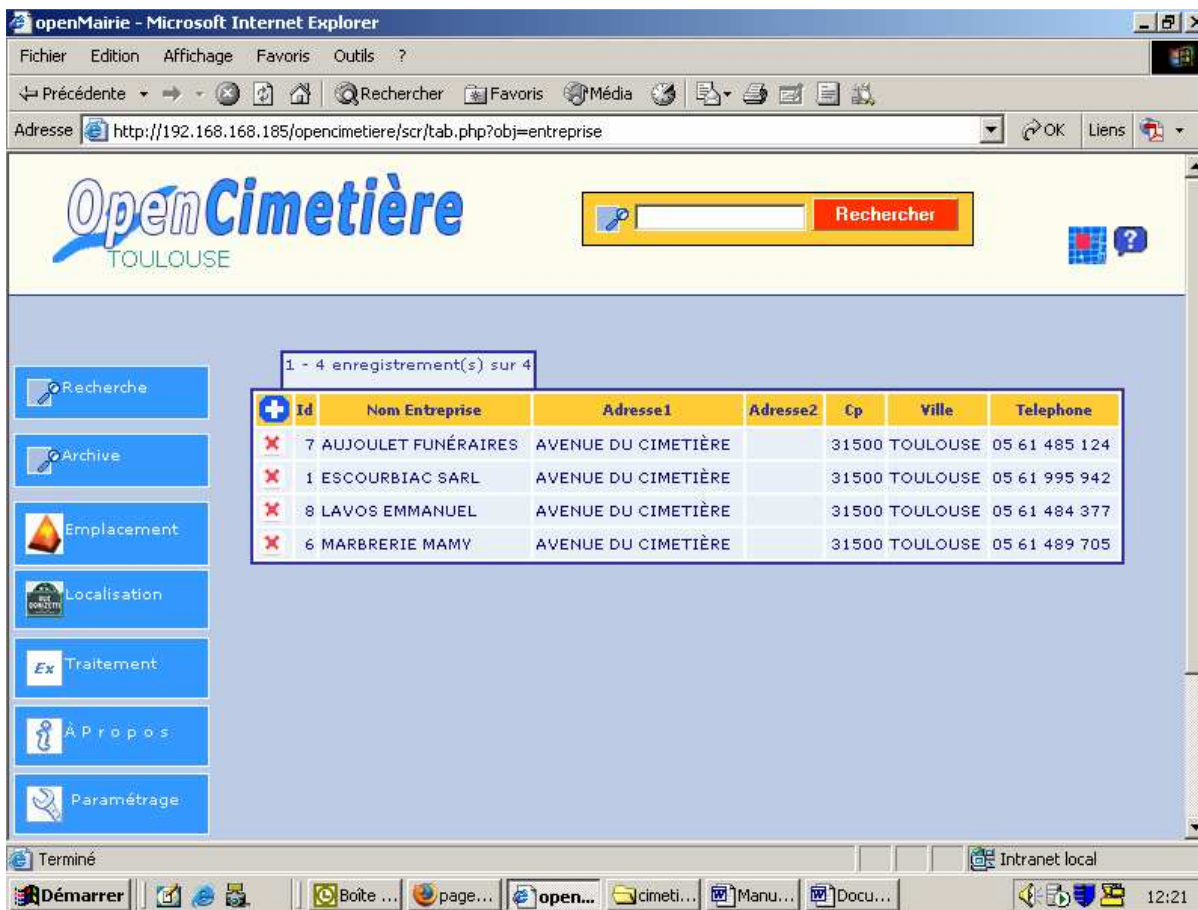 openMairie - Microsoft Internet Explorer
Fichier Edition Affichage Favoris Outils ?
Précédente Rechercher Favoris Média
Adresse http://192.168.168.185/opencimetiere/scr/tab.php?obj=entreprise OK Liens
OpenCimetière
TOULOUSE
Rechercher
?
1 - 4 enregistrement(s) sur 4
Id Nom Entreprise Adresse1 Adresse2 Cp Ville Telephone
7 AUJOULET FUNÉRAIRES AVENUE DU CIMETIÈRE 31500 TOULOUSE 05 61 485 124
1 ESCOURBIAC SARL AVENUE DU CIMETIÈRE 31500 TOULOUSE 05 61 995 942
8 LAVOS EMMANUEL AVENUE DU CIMETIÈRE 31500 TOULOUSE 05 61 484 377
6 MARBRERIE MAMY AVENUE DU CIMETIÈRE 31500 TOULOUSE 05 61 489 705
Recherche
Archive
Emplacement
Localisation
Ex Traitement
À Propos
Paramétrage
Terminé Intranet local
Démarrer Boîte ... page... open... cimeti... Manu... Docu... 12:21